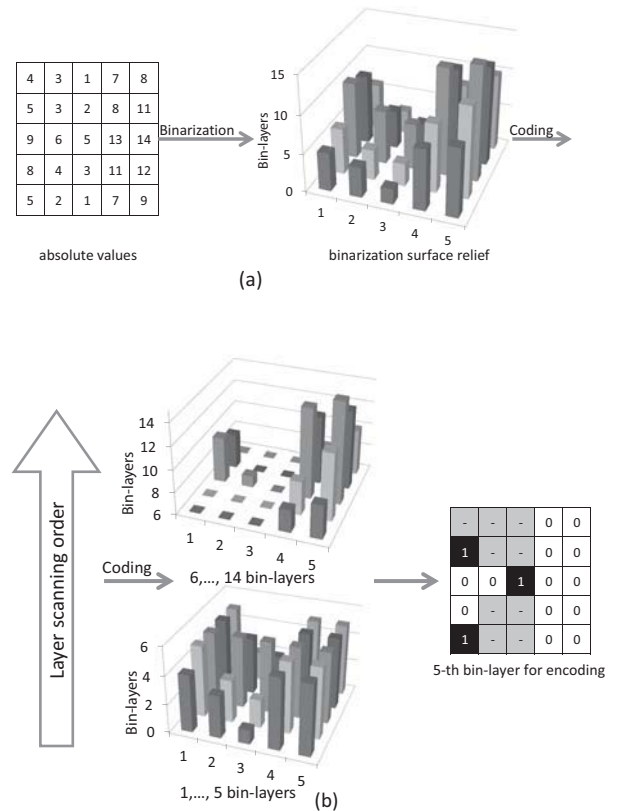 4 3 1 7 8
5 3 2 8 11
9 6 5 13 14
8 4 3 11 12
5 2 1 7 9
absolute values
Binarization
15
10
5
0
Bin-layers
1 2 3 4 5
binarization surface relief
Coding
(a)
Layer scanning order
Coding
14
12
10
8
6
Bin-layers
1 2 3 4 5
6,..., 14 bin-layers
6
4
2
0
Bin-layers
1 2 3 4 5
1,..., 5 bin-layers
- - - 0 0
1 - - 0 0
0 0 1 0 0
0 - - 0 0
1 - - 0 0
5-th bin-layer for encoding
(b)